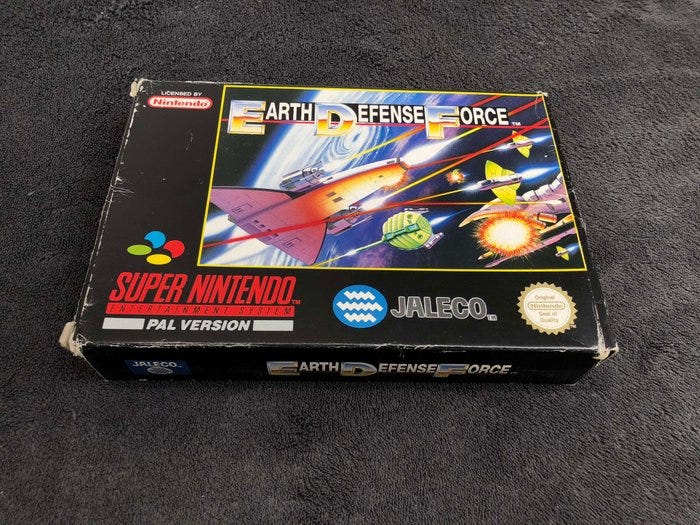 LICENSED BY
Nintendo
EARTH DEFENSE FORCE TM
SUPER NINTENDO TM
ENTERTAINMENT SYSTEM
PAL VERSION
JALECO TM
Original
Nintendo
Seal of
Quality
JALECO
EARTH DEFENSE FORCE